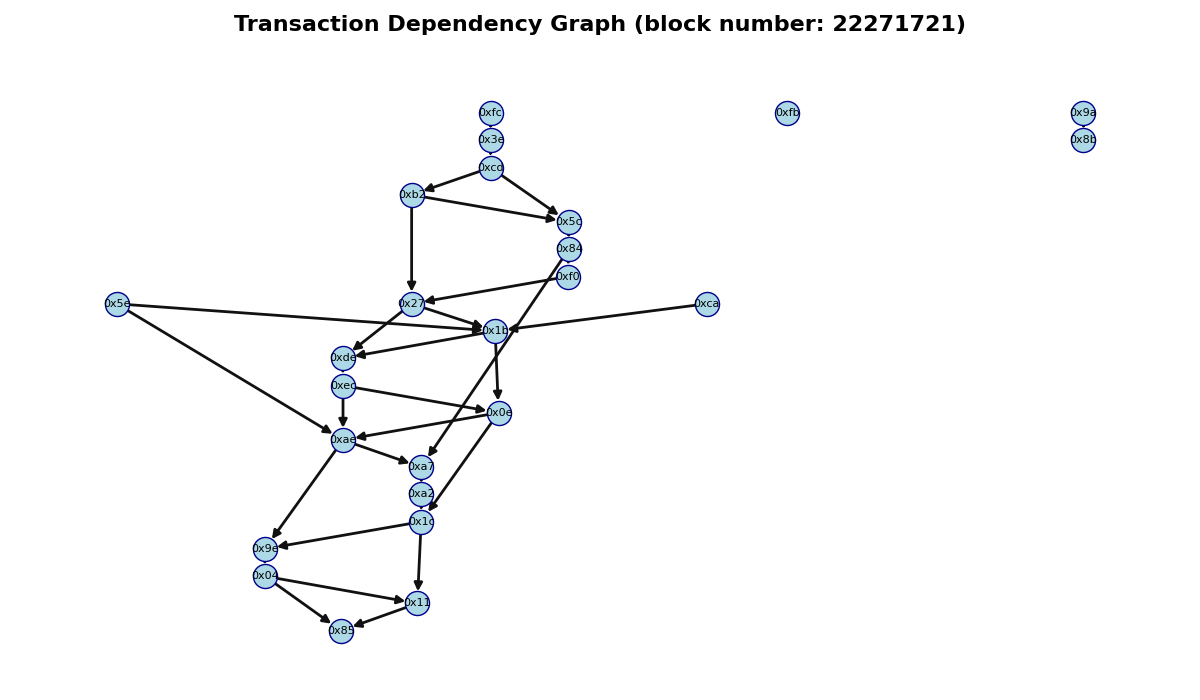 Transaction Dependency Graph (block number: 22271721)
0xfc
0xfb
0x9a
0x3e
0x8b
0xcd
0xb2
0x5c
0x84
0xf0
0x5e
0x27
0xca
0x1b
0xde
0xec
0x0e
0xae
0xa7
0xa2
0x1c
0x9e
0x04
0x11
0x85